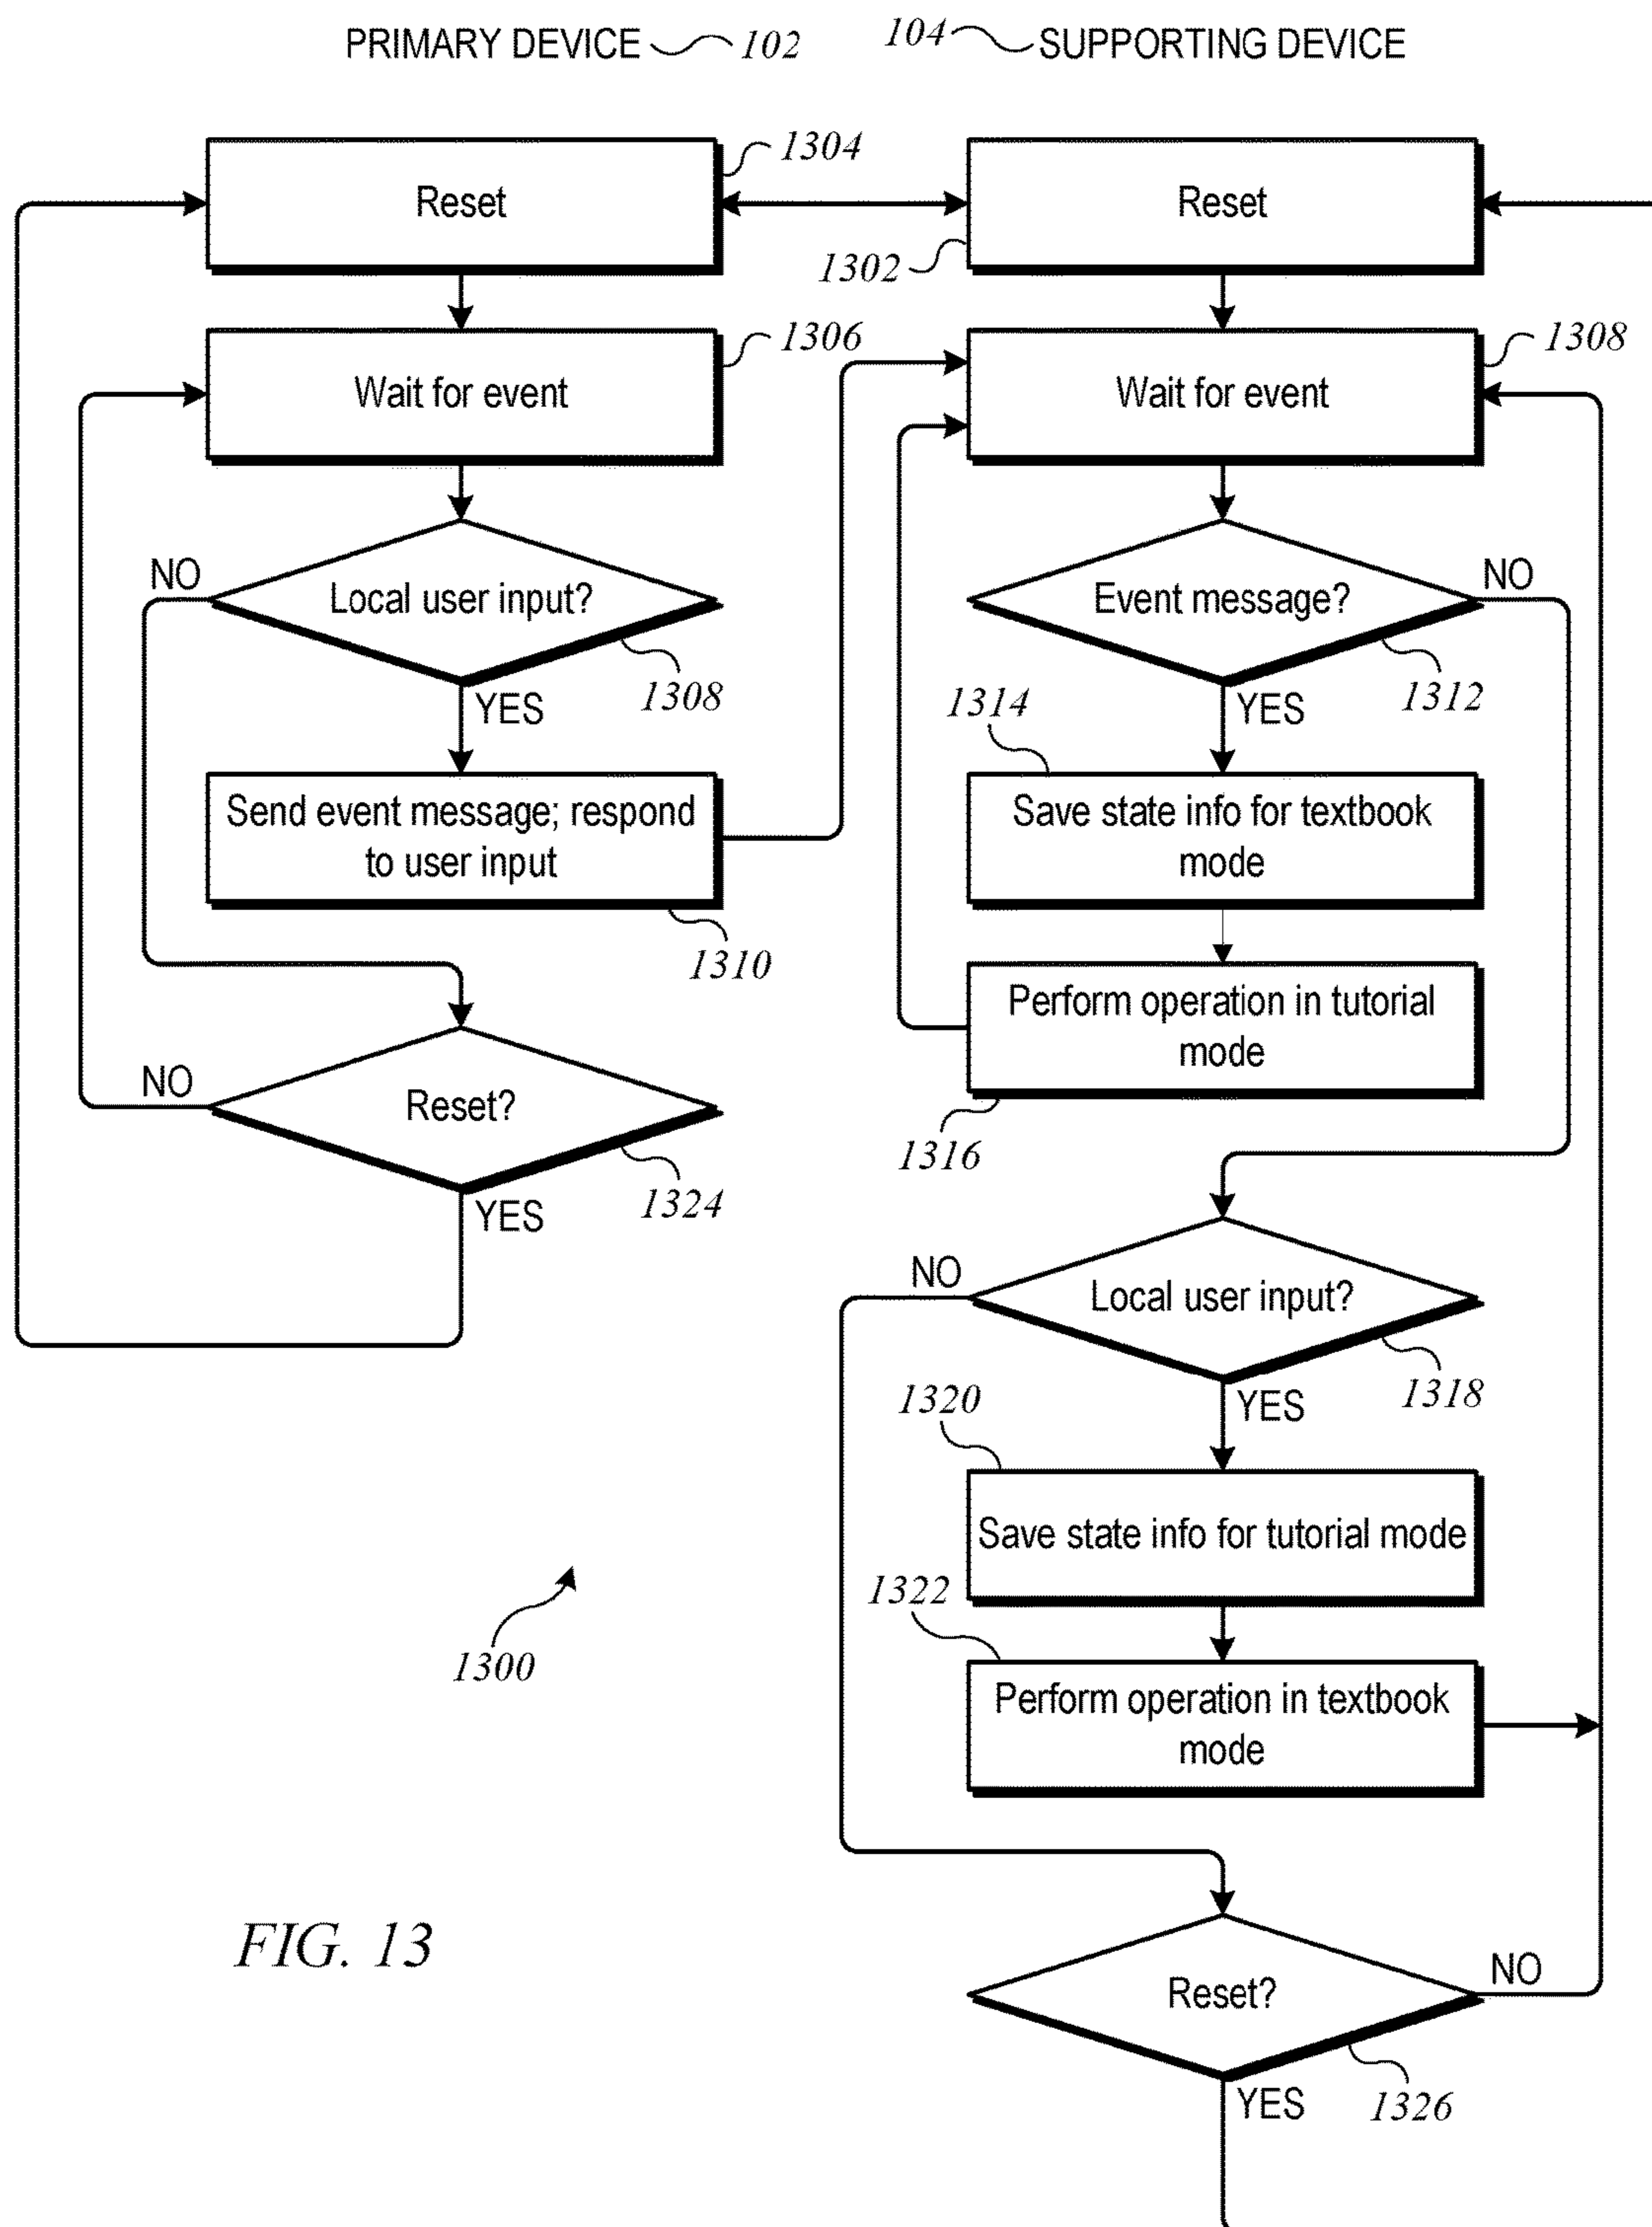 PRIMARY DEVICE 102
104 SUPPORTING DEVICE
1304
Reset
Reset
1302
1306
Wait for event
1308
Wait for event
NO
Local user input?
1308
YES
Event message?
NO
1312
YES
Send event message; respond
to user input
1310
1314
Save state info for textbook
mode
Perform operation in tutorial
mode
1316
NO
Reset?
1324
YES
NO
Local user input?
1318
YES
1320
Save state info for tutorial mode
1322
Perform operation in textbook
mode
1300
FIG. 13
Reset?
NO
1326
YES